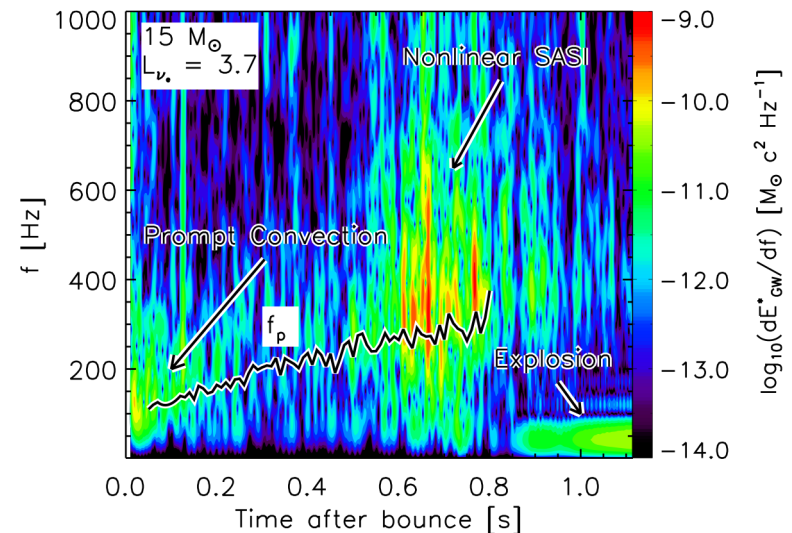 15 M⊙
L_νe = 3.7
Nonlinear SASI
Prompt Convection
f_p
Explosion
1000
800
600
400
200
f [Hz]
0.0 0.2 0.4 0.6 0.8 1.0
Time after bounce [s]
−9.0
−10.0
−11.0
−12.0
−13.0
−14.0
log₁₀(dE*_GW/df) [M⊙ c² Hz⁻¹]